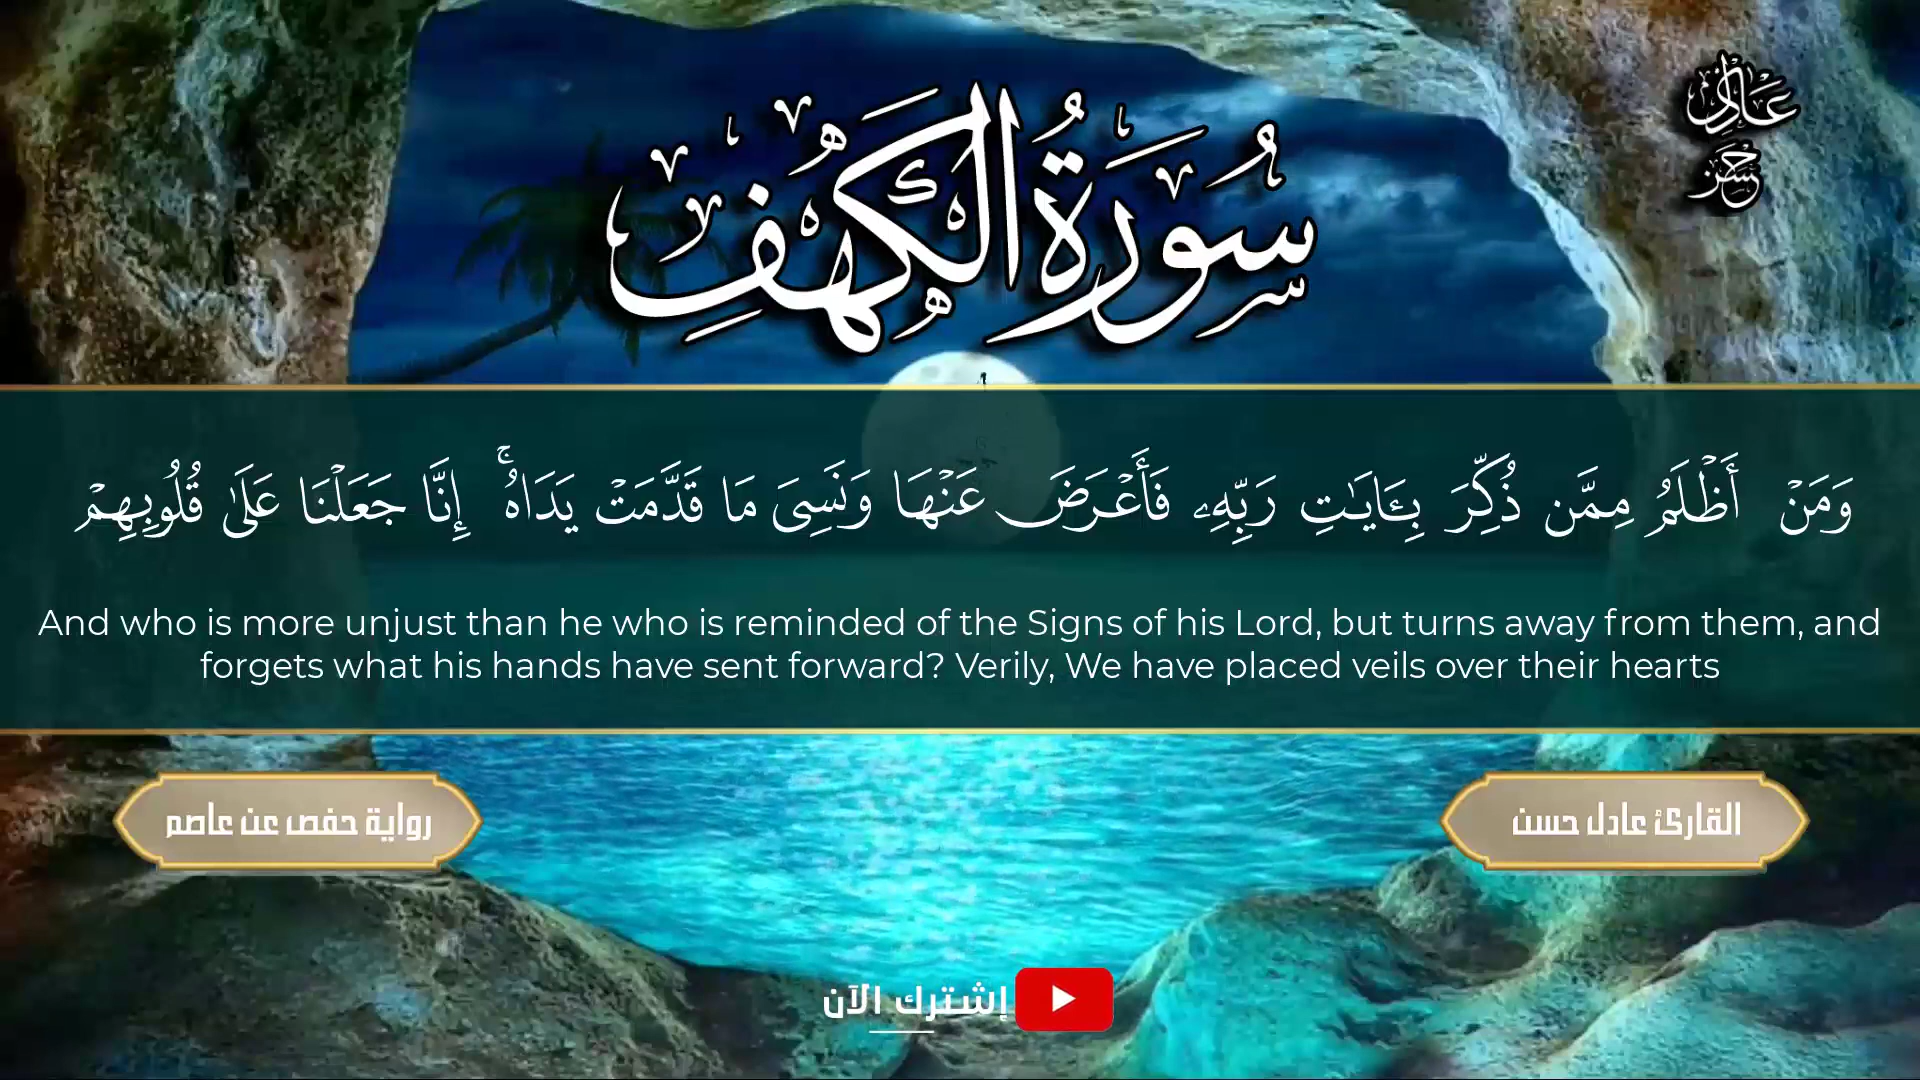 سُورَةُ الْكَهْفِ
عَادِل
حَسَن
وَمَنۡ أَظۡلَمُ مِمَّن ذُكِّرَ بِـَٔايَٰتِ رَبِّهِۦ فَأَعۡرَضَ عَنۡهَا وَنَسِىَ مَا قَدَّمَتۡ يَدَاهُۚ إِنَّا جَعَلۡنَا عَلَىٰ قُلُوبِهِمۡ
And who is more unjust than he who is reminded of the Signs of his Lord, but turns away from them, and
forgets what his hands have sent forward? Verily, We have placed veils over their hearts
القارئ عادل حسن
رواية حفص عن عاصم
إشترك الآن